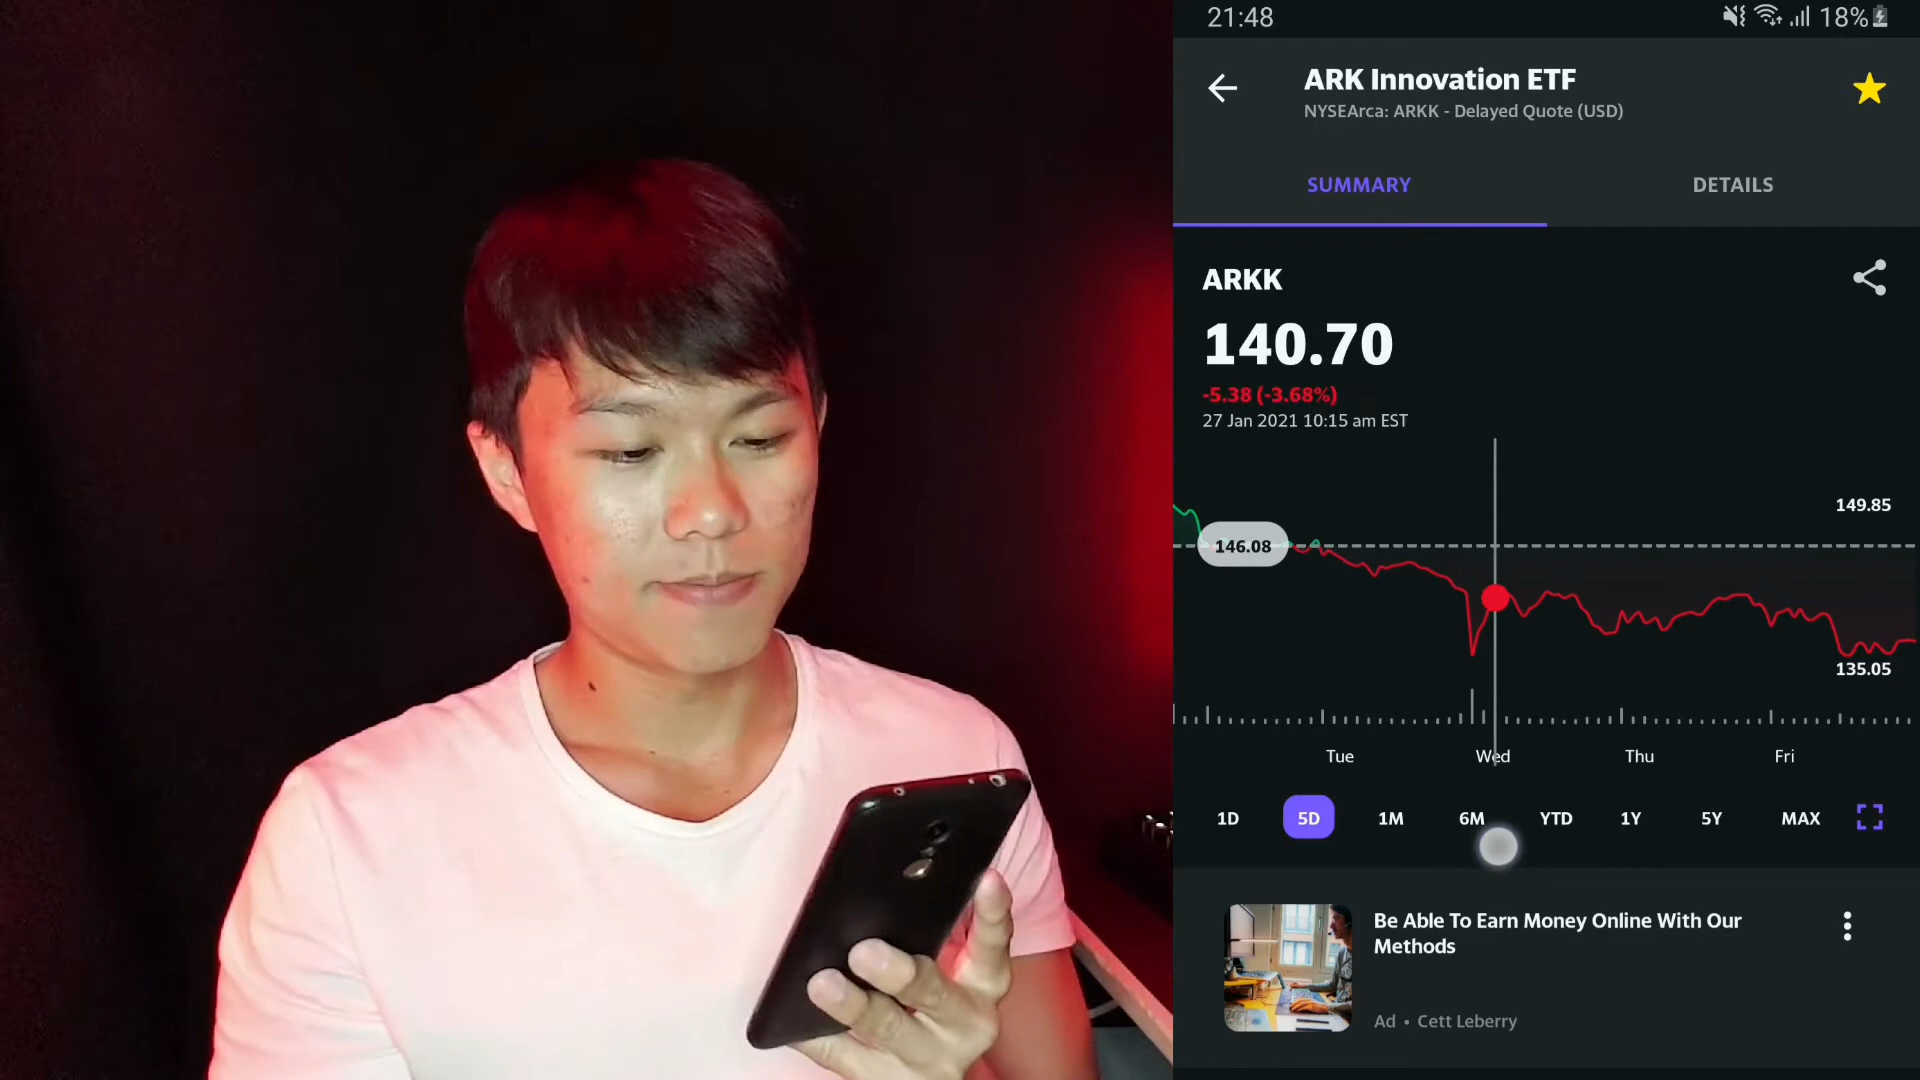 21:48
18%
ARK Innovation ETF
NYSEArca: ARKK - Delayed Quote (USD)
SUMMARY DETAILS
ARKK
140.70
-5.38 (-3.68%)
27 Jan 2021 10:15 am EST
149.85
146.08
135.05
Tue Wed Thu Fri
1D 5D 1M 6M YTD 1Y 5Y MAX
Be Able To Earn Money Online With Our
Methods
Ad • Cett Leberry